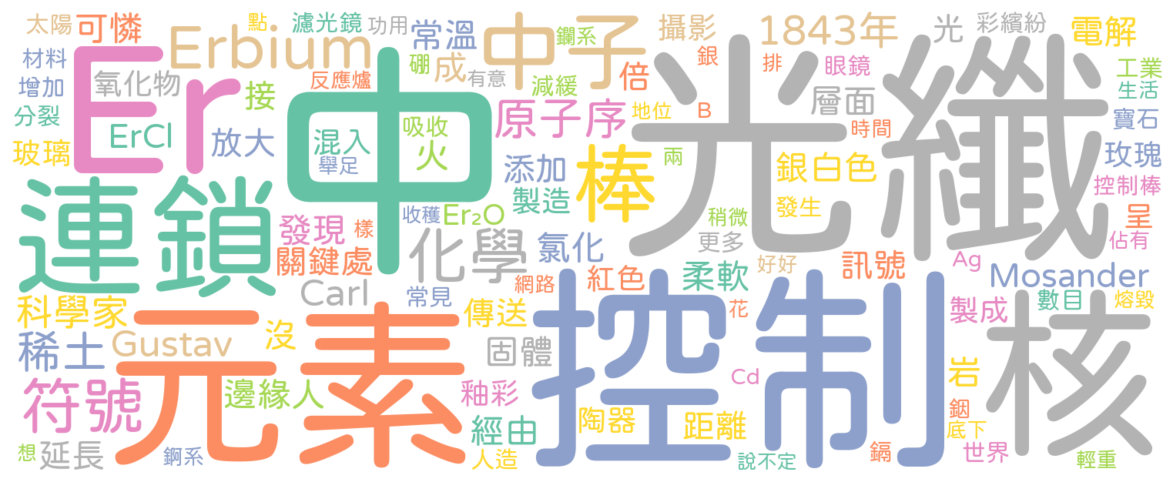 太陽 可憐 點 濾光鏡 功用 常溫 中子 鑭系 攝影 1843年 光 彩繽紛 電解
材料 Erbium 硼 成 有意 減緩 倍 銀 排 眼鏡 工業
增加 氧化物 接 反應爐 地位 B 層面 生活
分裂 ErCl Er 放大 中 混入 吸收 原子序 時間 寶石
玻璃 舉足 火 添加 棒 兩 光纖 銀白色 玫瑰
連鎖 收穫 Er₂O 製造 稍微 發生 控制棒
發現 樣 化學 氯化 更多 呈
關鍵處 柔軟 好好 訊號 Ag 佔有
Carl 常見 網路 紅色 Mosander
科學家 元素 傳送 控制 花 製成 數目 熔毀
稀土 Gustav 沒 固體 核
符號 邊緣人 釉彩 Cd 岩
經由 陶器 距離 銦
想 延長 錒系 人造 說不定 鎘 底下 世界 輕重